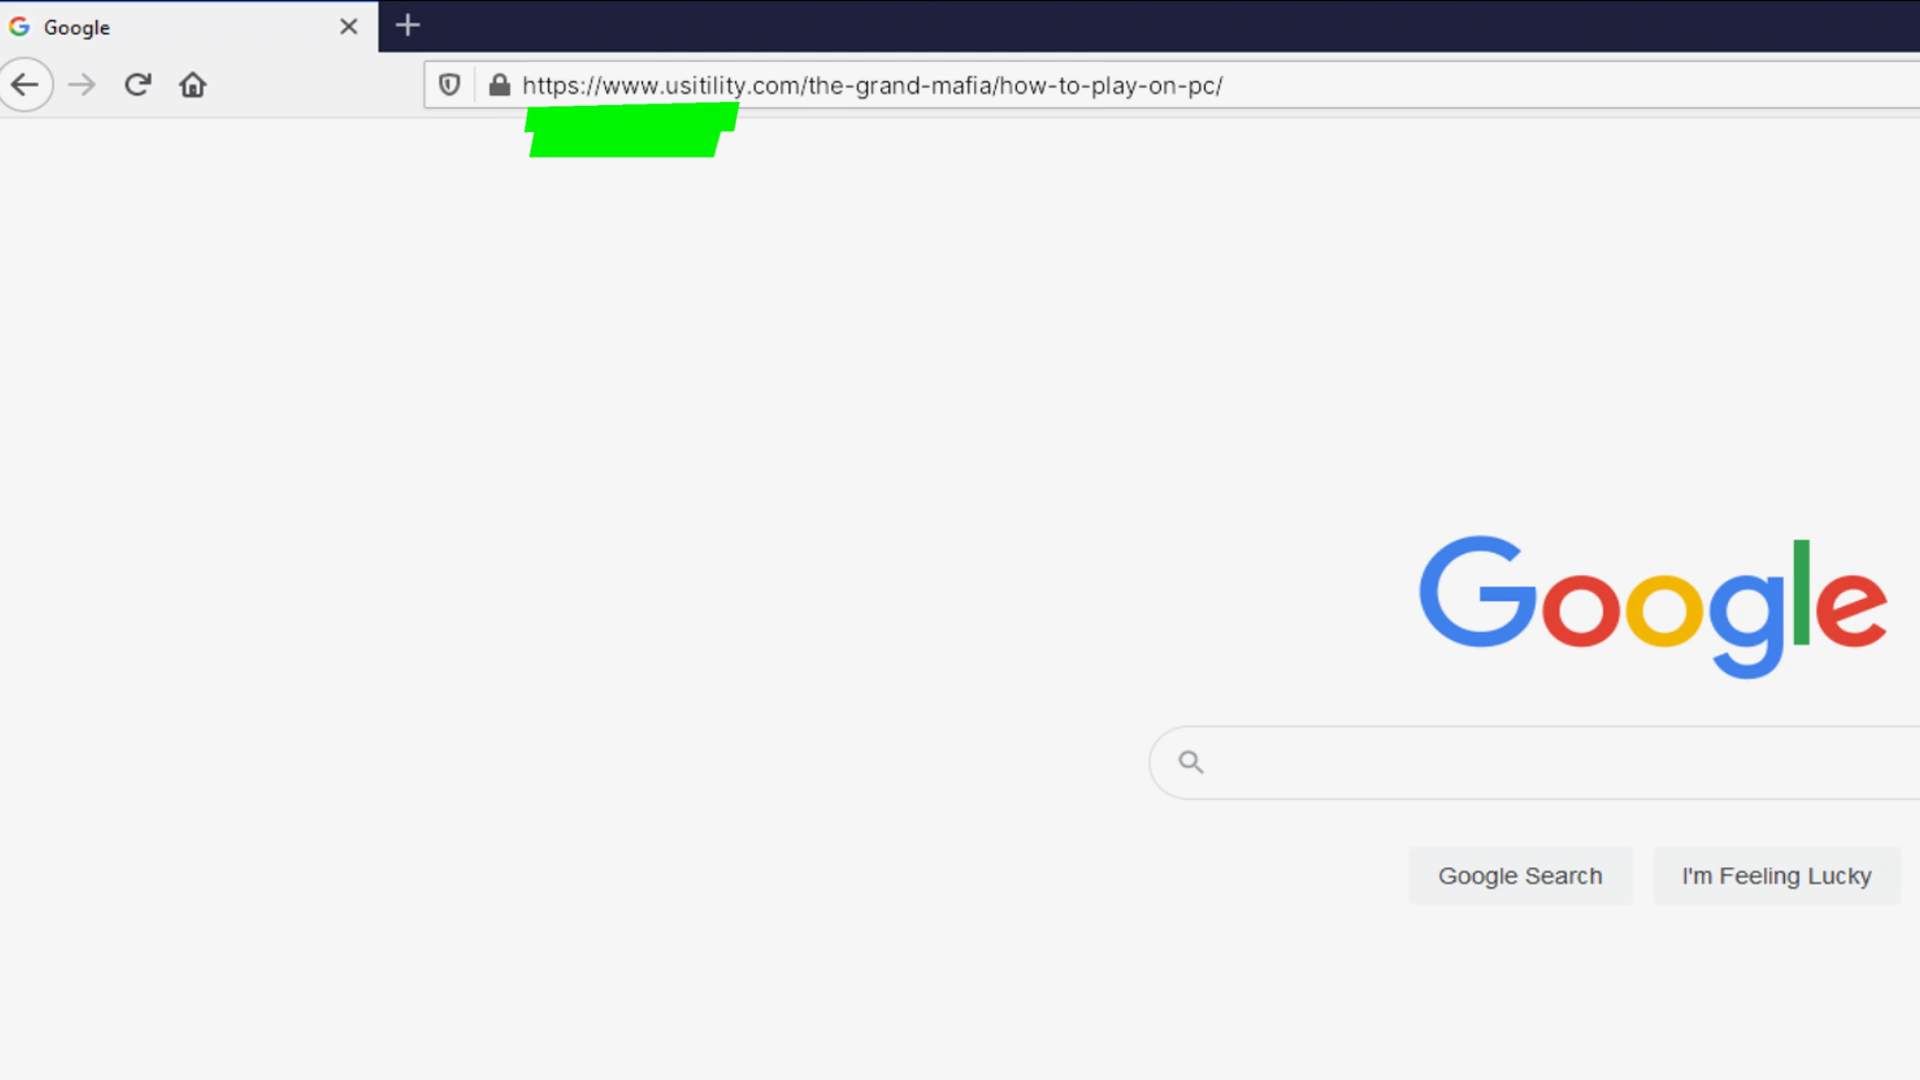 Google
https://www.usitility.com/the-grand-mafia/how-to-play-on-pc/
Google
Google Search
I'm Feeling Lucky